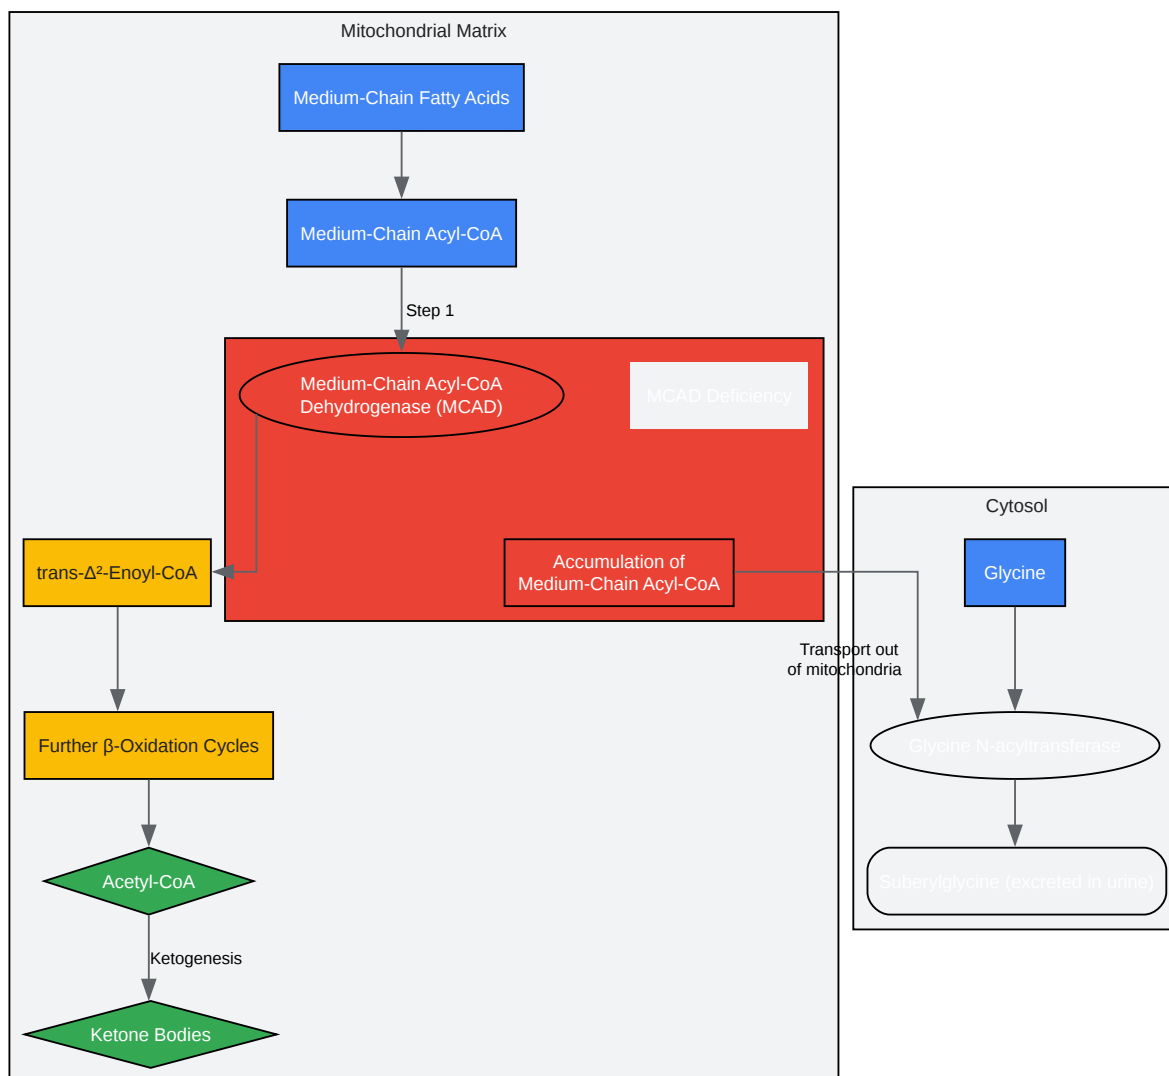 Mitochondrial Matrix
Medium-Chain Fatty Acids
Medium-Chain Acyl-CoA
Step 1
Medium-Chain Acyl-CoA
Dehydrogenase (MCAD)
MCAD Deficiency
Cytosol
trans-Δ²-Enoyl-CoA
Accumulation of
Medium-Chain Acyl-CoA
Glycine
Transport out
of mitochondria
Further β-Oxidation Cycles
Glycine N-acyltransferase
Acetyl-CoA
Suberylglycine (excreted in urine)
Ketogenesis
Ketone Bodies